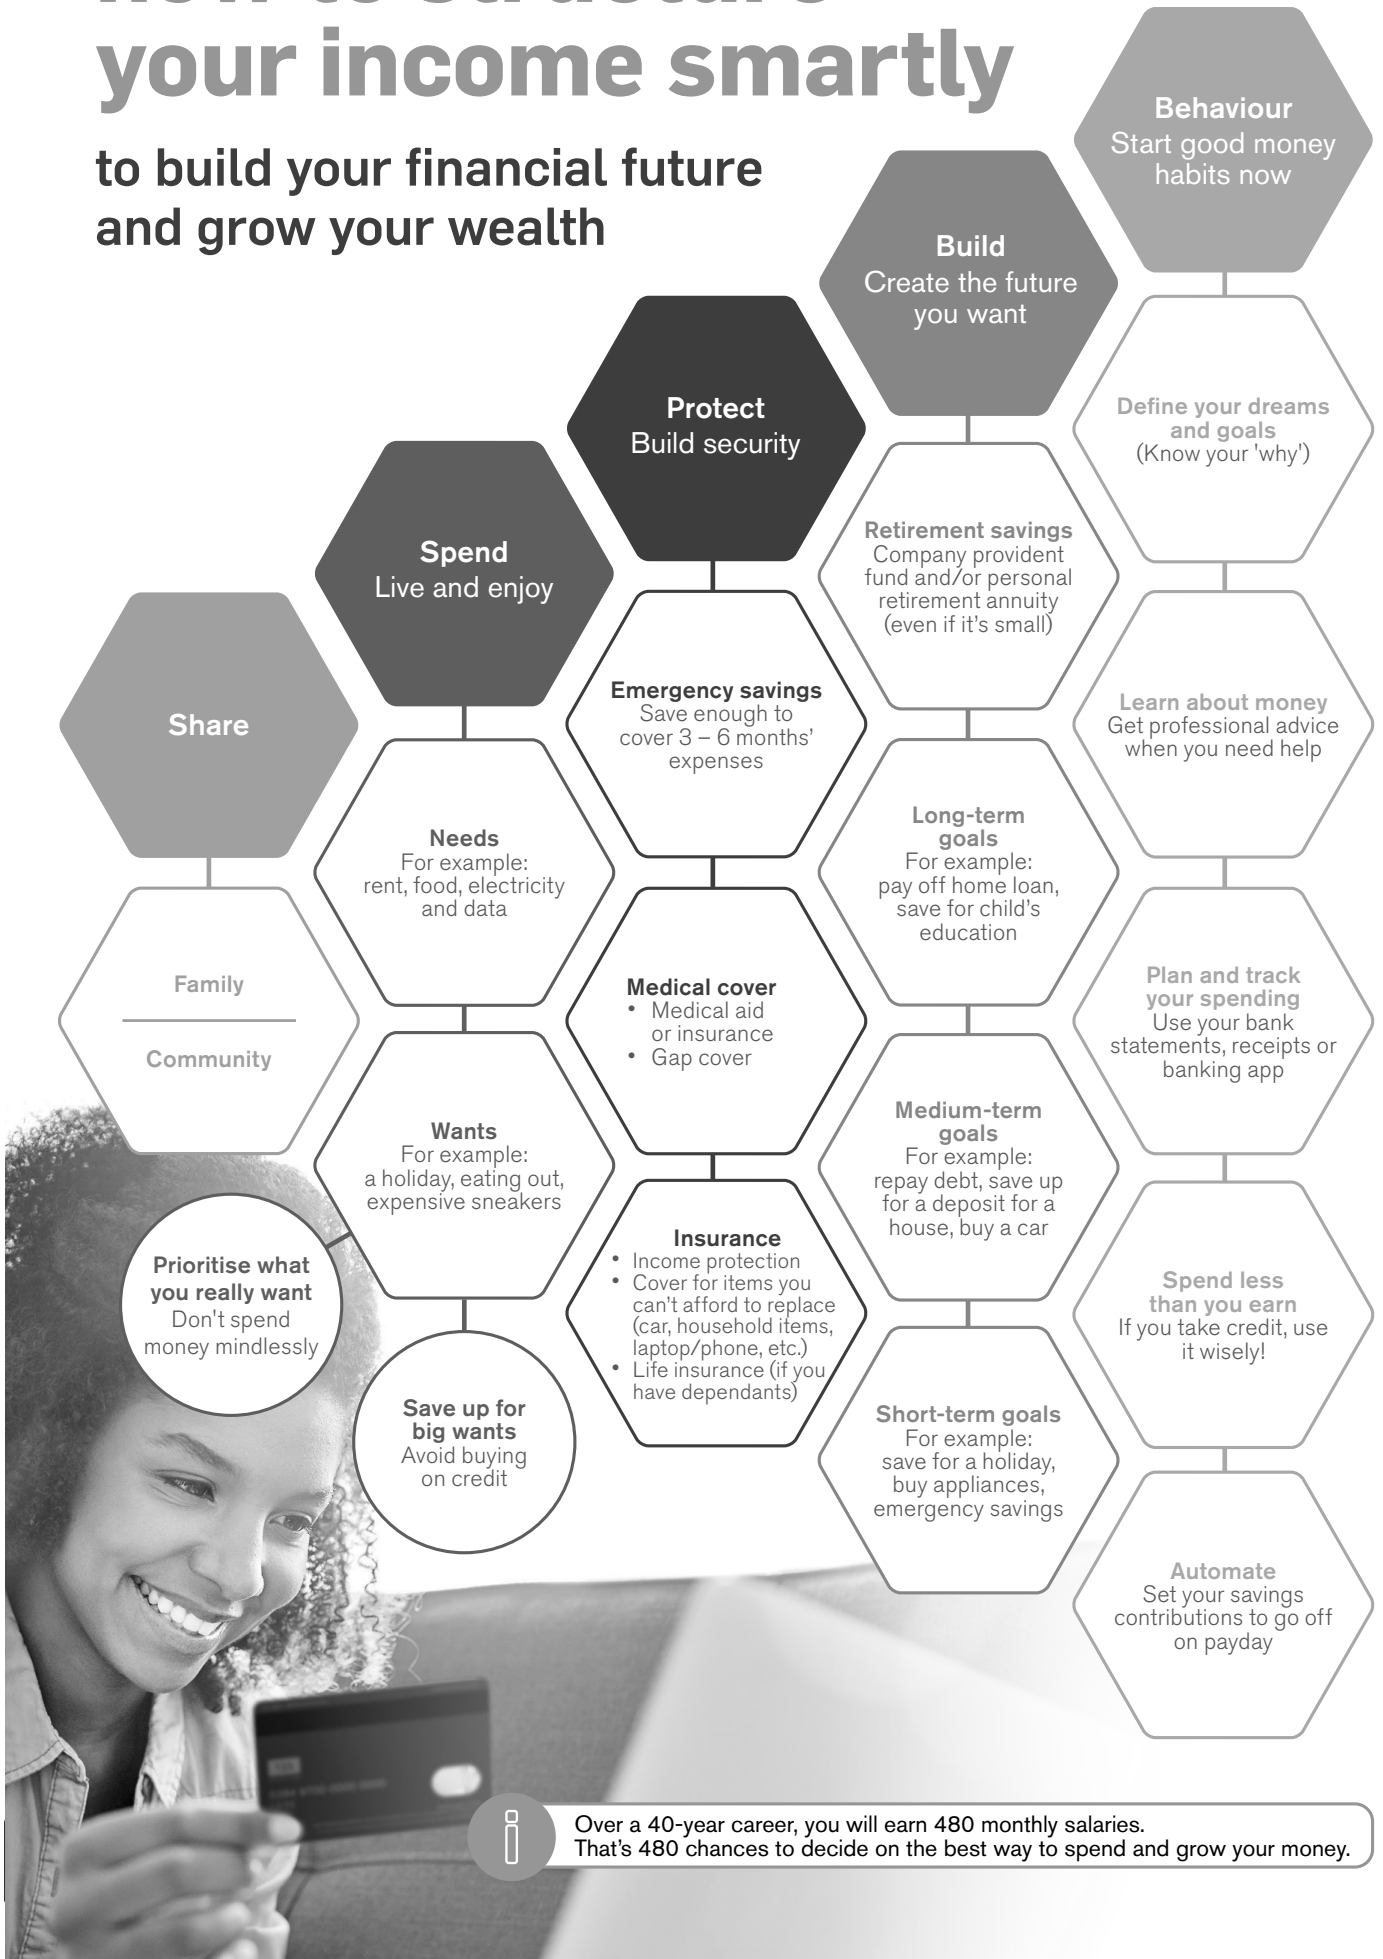 how to structure
your income smartly
to build your financial future
and grow your wealth
Share
Family
Community
Spend
Live and enjoy
Needs
For example:
rent, food, electricity
and data
Wants
For example:
a holiday, eating out,
expensive sneakers
Prioritise what
you really want
Don't spend
money mindlessly
Save up for
big wants
Avoid buying
on credit
Protect
Build security
Emergency savings
Save enough to
cover 3 – 6 months’
expenses
Medical cover
• Medical aid
or insurance
• Gap cover
Insurance
• Income protection
• Cover for items you
can’t afford to replace
(car, household items,
laptop/phone, etc.)
• Life insurance (if you
have dependants)
Build
Create the future
you want
Retirement savings
Company provident
fund and/or personal
retirement annuity
(even if it’s small)
Long-term
goals
For example:
pay off home loan,
save for child’s
education
Medium-term
goals
For example:
repay debt, save up
for a deposit for a
house, buy a car
Short-term goals
For example:
save for a holiday,
buy appliances,
emergency savings
Behaviour
Start good money
habits now
Define your dreams
and goals
(Know your 'why')
Learn about money
Get professional advice
when you need help
Plan and track
your spending
Use your bank
statements, receipts or
banking app
Spend less
than you earn
If you take credit, use
it wisely!
Automate
Set your savings
contributions to go off
on payday
Over a 40-year career, you will earn 480 monthly salaries.
That’s 480 chances to decide on the best way to spend and grow your money.